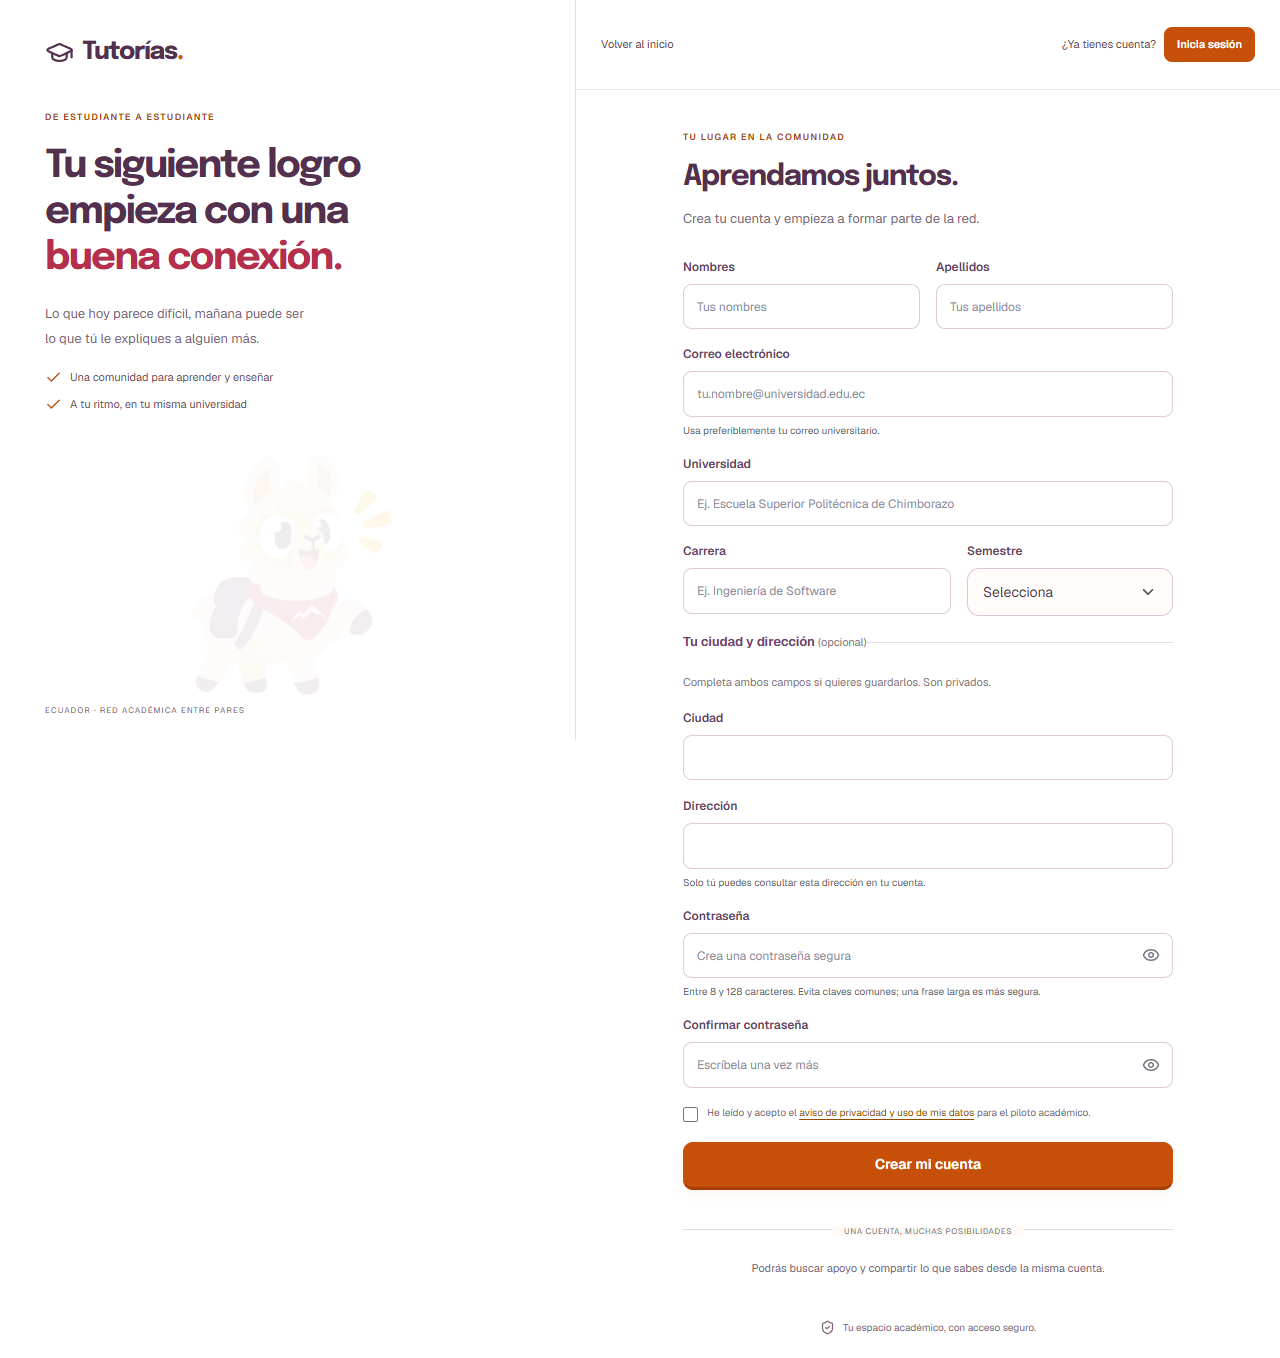 Tutorías.
DE ESTUDIANTE A ESTUDIANTE
Tu siguiente logro
empieza con una
buena conexión.
Lo que hoy parece difícil, mañana puede ser
lo que tú le expliques a alguien más.
Una comunidad para aprender y enseñar
A tu ritmo, en tu misma universidad
ECUADOR · RED ACADÉMICA ENTRE PARES
Volver al inicio
¿Ya tienes cuenta? Inicia sesión
TU LUGAR EN LA COMUNIDAD
Aprendamos juntos.
Crea tu cuenta y empieza a formar parte de la red.
Nombres Apellidos
Tus nombres Tus apellidos
Correo electrónico
tu.nombre@universidad.edu.ec
Usa preferiblemente tu correo universitario.
Universidad
Ej. Escuela Superior Politécnica de Chimborazo
Carrera Semestre
Ej. Ingeniería de Software Selecciona
Tu ciudad y dirección (opcional)
Completa ambos campos si quieres guardarlos. Son privados.
Ciudad
Dirección
Solo tú puedes consultar esta dirección en tu cuenta.
Contraseña
Crea una contraseña segura
Entre 8 y 128 caracteres. Evita claves comunes; una frase larga es más segura.
Confirmar contraseña
Escríbela una vez más
He leído y acepto el aviso de privacidad y uso de mis datos para el piloto académico.
Crear mi cuenta
UNA CUENTA, MUCHAS POSIBILIDADES
Podrás buscar apoyo y compartir lo que sabes desde la misma cuenta.
Tu espacio académico, con acceso seguro.